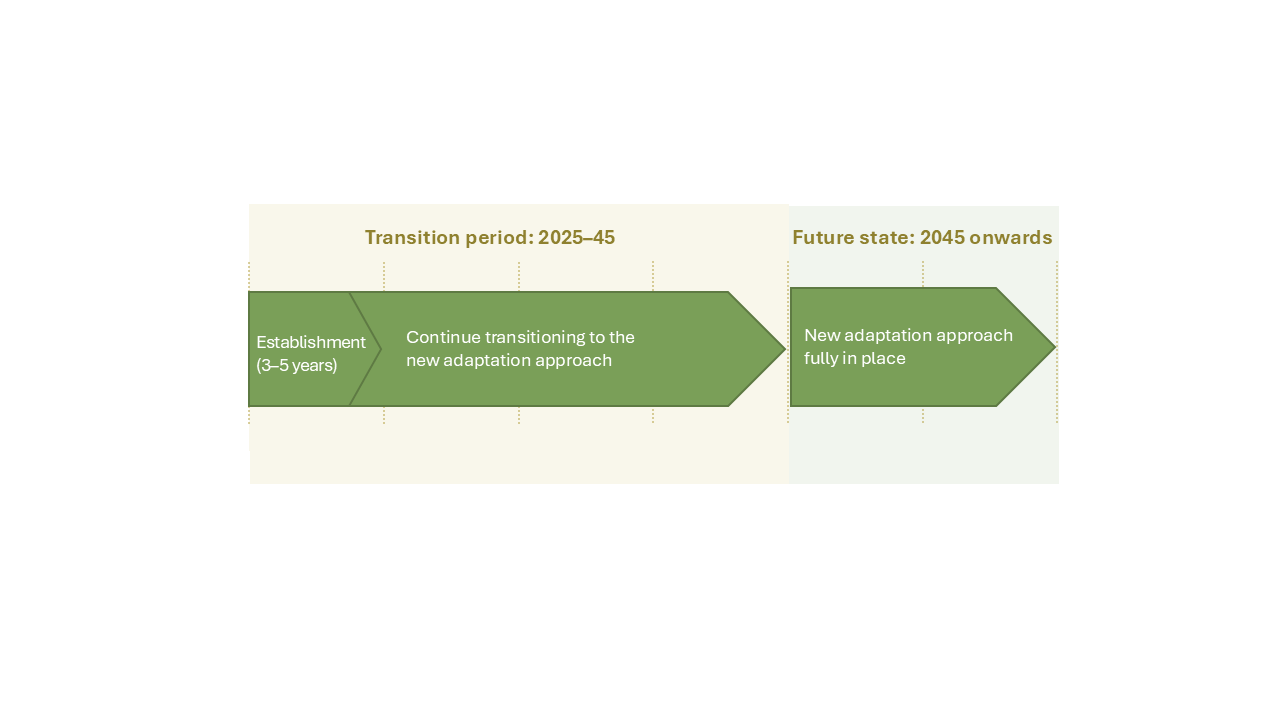 Transition period: 2025–45
Future state: 2045 onwards
Establishment
(3–5 years)
Continue transitioning to the
new adaptation approach
New adaptation approach
fully in place